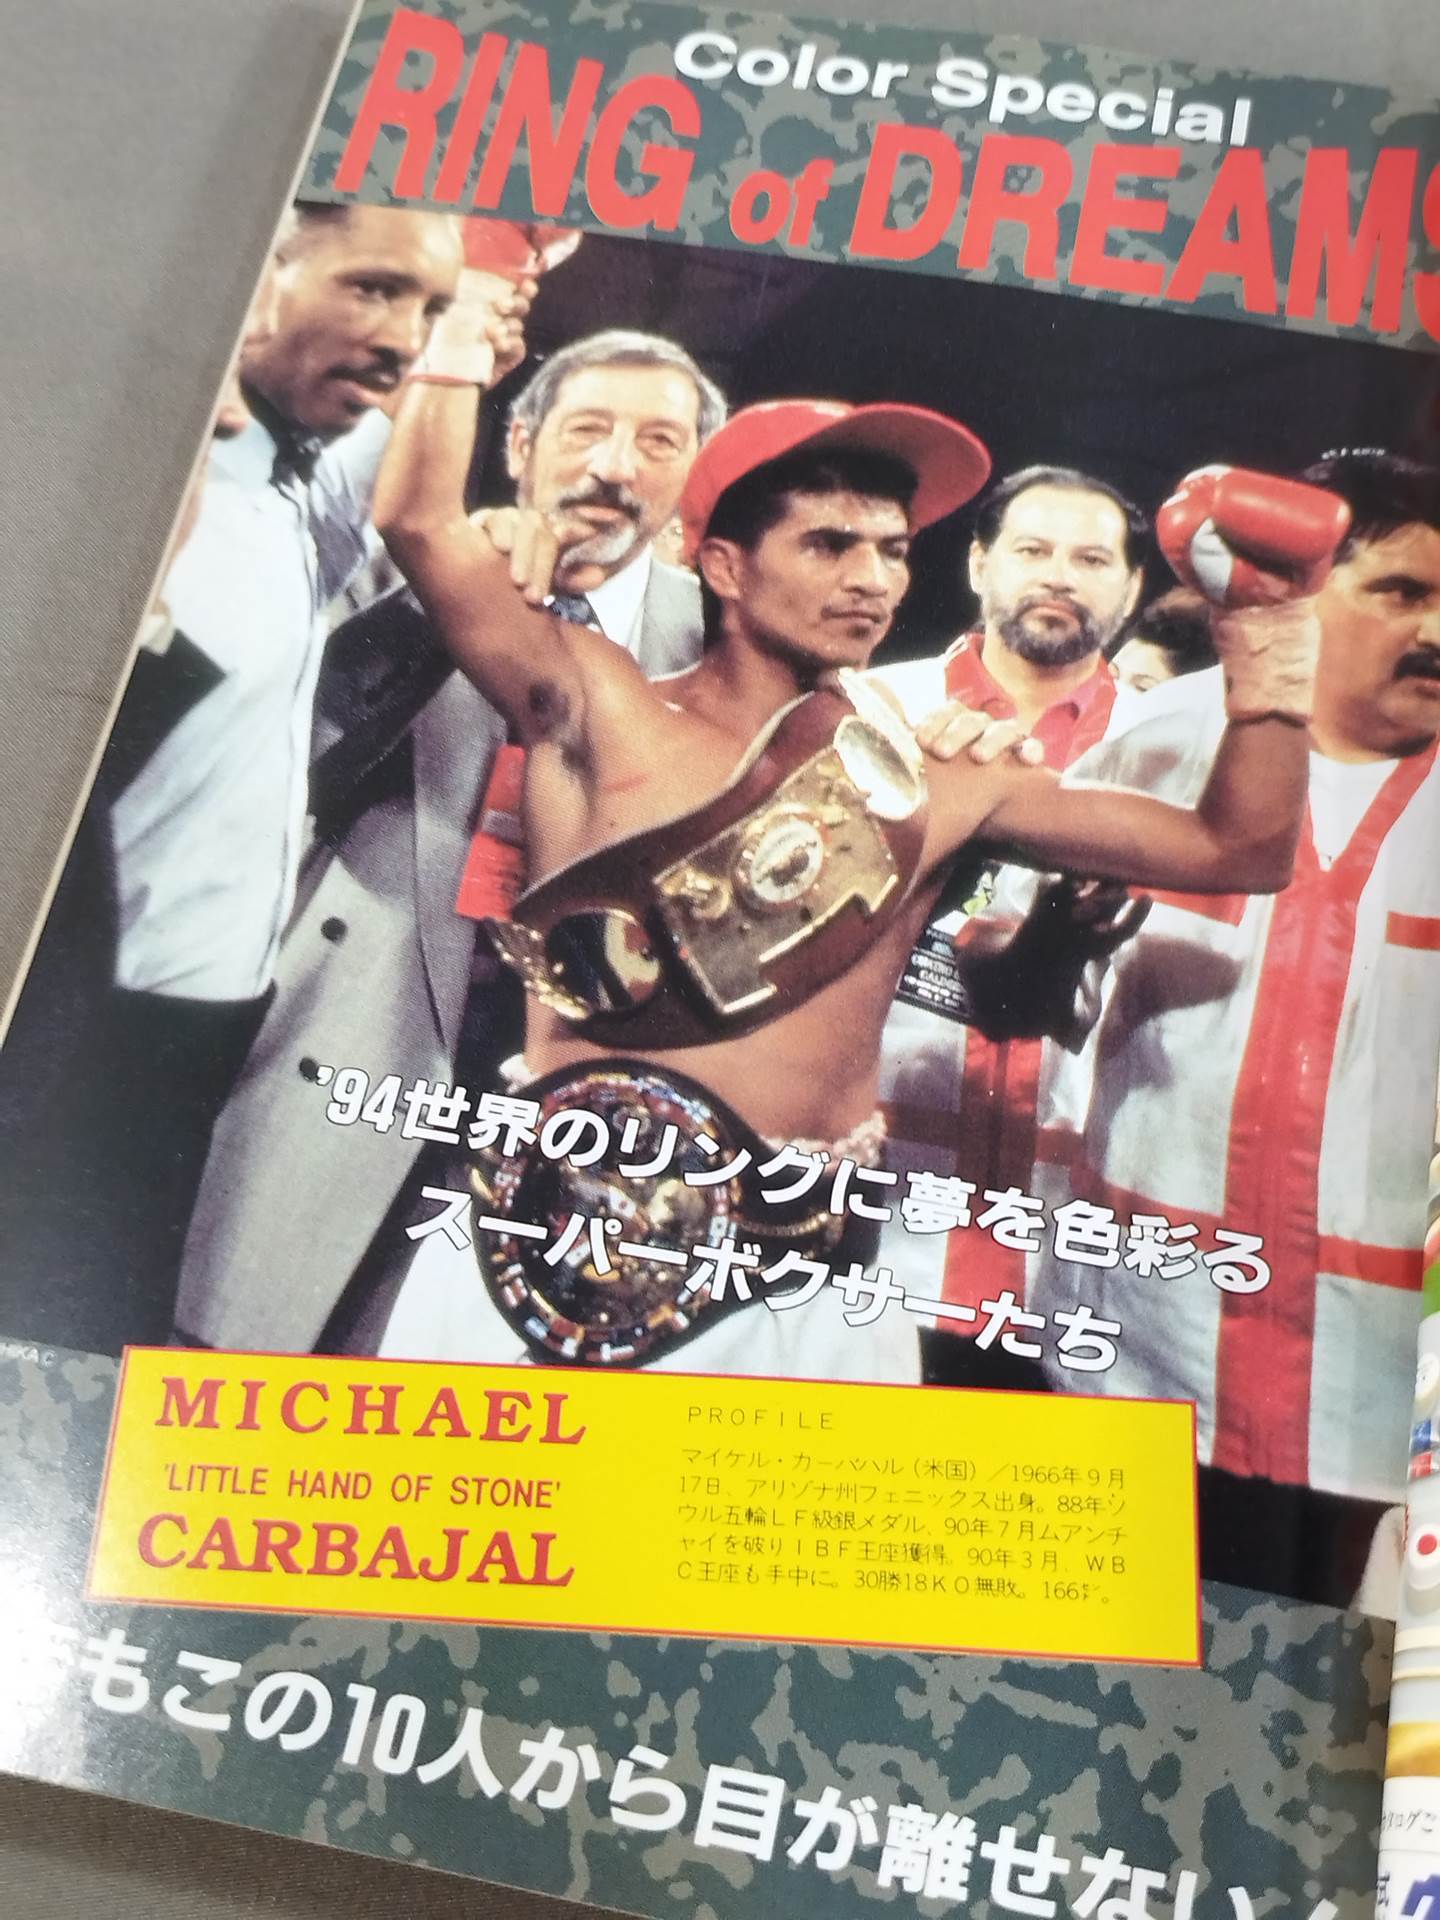 Color Special
RING of DREAMS
'94世界のリングに夢を色彩る
スーパーボクサーたち
HIKA C
MICHAEL
'LITTLE HAND OF STONE'
CARBAJAL
PROFILE
マイケル・カーバハル（米国）／1966年9月
17日、アリゾナ州フェニックス出身。88年ソ
ウル五輪LF級銀メダル、90年7月ムアンチ
ャイを破りIBF王座獲得。90年3月、WB
C王座も手中に。30勝18KO無敗。166㌢。
もこの10人から目が離せない